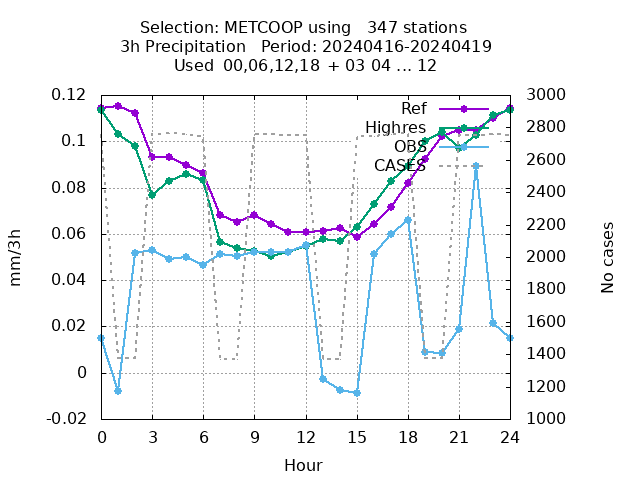 Selection: METCOOP using   347 stations
3h Precipitation   Period: 20240416-20240419
Used 00,06,12,18 + 03 04 ... 12
0.12
0.1
0.08
0.06
0.04
0.02
0
-0.02
mm/3h
Ref
Highres
OBS
CASES
3000
2800
2600
2400
2200
2000
1800
1600
1400
1200
1000
No cases
0 3 6 9 12 15 18 21 24
Hour